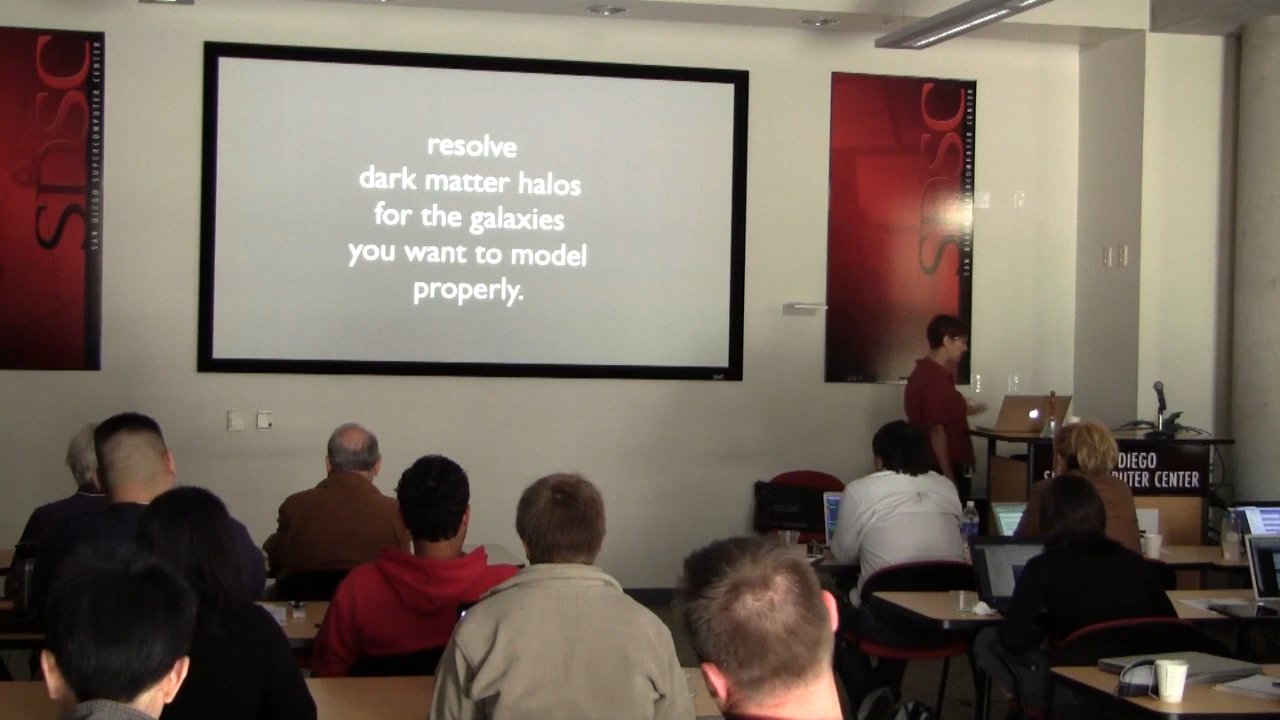 SDSC
SAN DIEGO SUPERCOMPUTER CENTER
resolve
dark matter halos
for the galaxies
you want to model
properly.
SDSC
SAN DIEGO SUPERCOMPUTER CENTER
DIEGO
CENTER